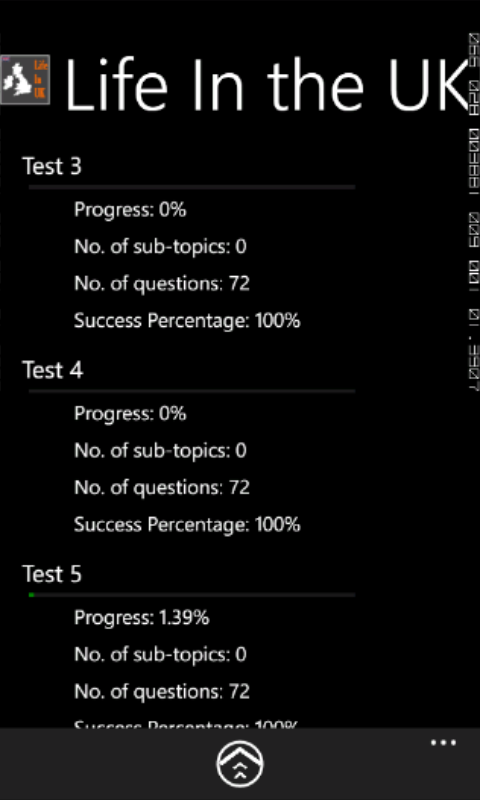 Life
In
UK
Life In the UK
Test 3
Progress: 0%
No. of sub-topics: 0
No. of questions: 72
Success Percentage: 100%
Test 4
Progress: 0%
No. of sub-topics: 0
No. of questions: 72
Success Percentage: 100%
Test 5
Progress: 1.39%
No. of sub-topics: 0
No. of questions: 72
Success Percentage: 100%